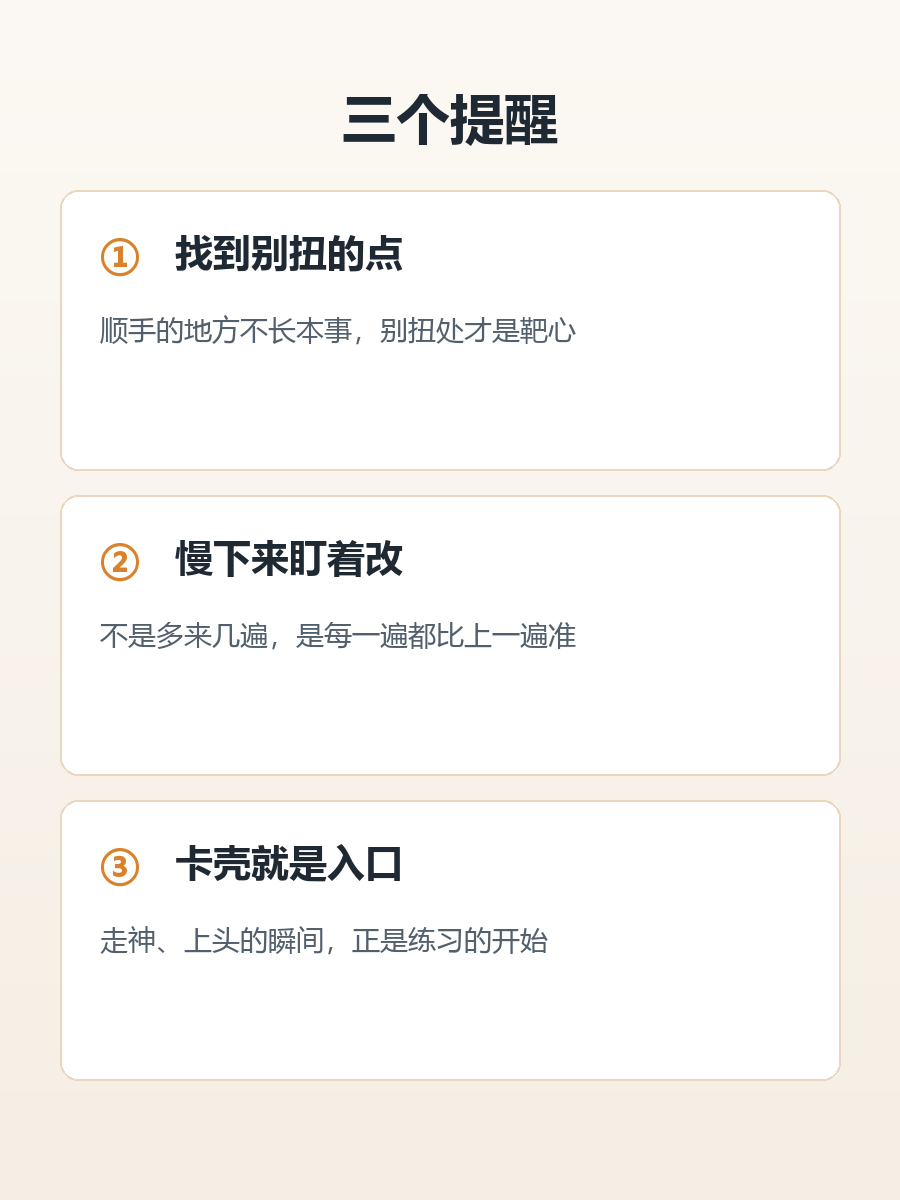 三个提醒
① 找到别扭的点
顺手的地方不长本事，别扭处才是靶心
② 慢下来盯着改
不是多来几遍，是每一遍都比上一遍准
③ 卡壳就是入口
走神、上头的瞬间，正是练习的开始